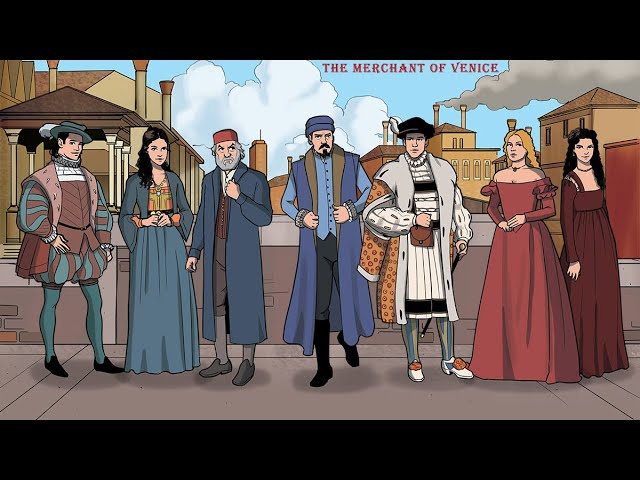 THE MERCHANT OF VENICE